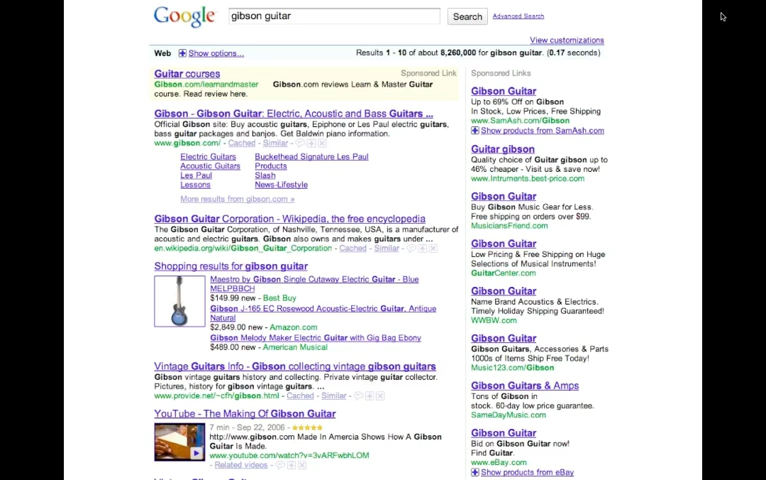 Google
gibson guitar
Search
Advanced Search
View customizations
Web Show options...
Results 1 - 10 of about 8,260,000 for gibson guitar. (0.17 seconds)
Guitar courses
Sponsored Link
Gibson.com/learnandmaster Gibson.com reviews Learn & Master Guitar
course. Read review here.
Gibson - Gibson Guitar: Electric, Acoustic and Bass Guitars ...
Official Gibson site: Buy acoustic guitars, Epiphone or Les Paul electric guitars,
bass guitar packages and banjos. Get Baldwin piano information.
www.gibson.com/ - Cached - Similar
Electric Guitars Buckethead Signature Les Paul
Acoustic Guitars Products
Les Paul Slash
Lessons News-Lifestyle
More results from gibson.com »
Gibson Guitar Corporation - Wikipedia, the free encyclopedia
The Gibson Guitar Corporation, of Nashville, Tennessee, USA, is a manufacturer of
acoustic and electric guitars. Gibson also owns and makes guitars under ...
en.wikipedia.org/wiki/Gibson_Guitar_Corporation - Cached - Similar
Shopping results for gibson guitar
Maestro by Gibson Single Cutaway Electric Guitar - Blue
MELPBBCH
$149.99 new - Best Buy
Gibson J-165 EC Rosewood Acoustic-Electric Guitar, Antique
Natural
$2,849.00 new - Amazon.com
Gibson Melody Maker Electric Guitar with Gig Bag Ebony
$489.00 new - American Musical
Vintage Guitars Info - Gibson collecting vintage gibson guitars
Gibson vintage guitars history and collecting. Private vintage guitar collector.
Pictures, history for gibson vintage guitars. ...
www.provide.net/~cfh/gibson.html - Cached - Similar
YouTube - The Making Of Gibson Guitar
7 min - Sep 22, 2006 -
http://www.gibson.com Made In Amercia Shows How A Gibson
Guitar Is Made.
www.youtube.com/watch?v=3vARFwbhLOM
- Related videos -
Sponsored Links
Gibson Guitar
Up to 69% Off on Gibson
In Stock, Low Prices, Free Shipping
www.SamAsh.com/Gibson
Show products from SamAsh.com
Guitar gibson
Quality choice of Guitar gibson up to
46% cheaper - Visit us & save now!
www.Intruments.best-price.com
Gibson Guitar
Buy Gibson Music Gear for Less.
Free shipping on orders over $99.
MusiciansFriend.com
Gibson Guitar
Low Pricing & Free Shipping on Huge
Selections of Musical Instruments!
GuitarCenter.com
Gibson Guitar
Name Brand Acoustics & Electrics.
Timely Holiday Shipping Guaranteed!
WWBW.com
Gibson Guitar
Gibson Guitars, Accessories & Parts
1000s of Items Ship Free Today!
Music123.com/Gibson
Gibson Guitars & Amps
Tons of Gibson in
stock. 60-day low price guarantee.
SameDayMusic.com
Gibson Guitar
Bid on Gibson Guitar now!
Find Guitar.
www.eBay.com
Show products from eBay